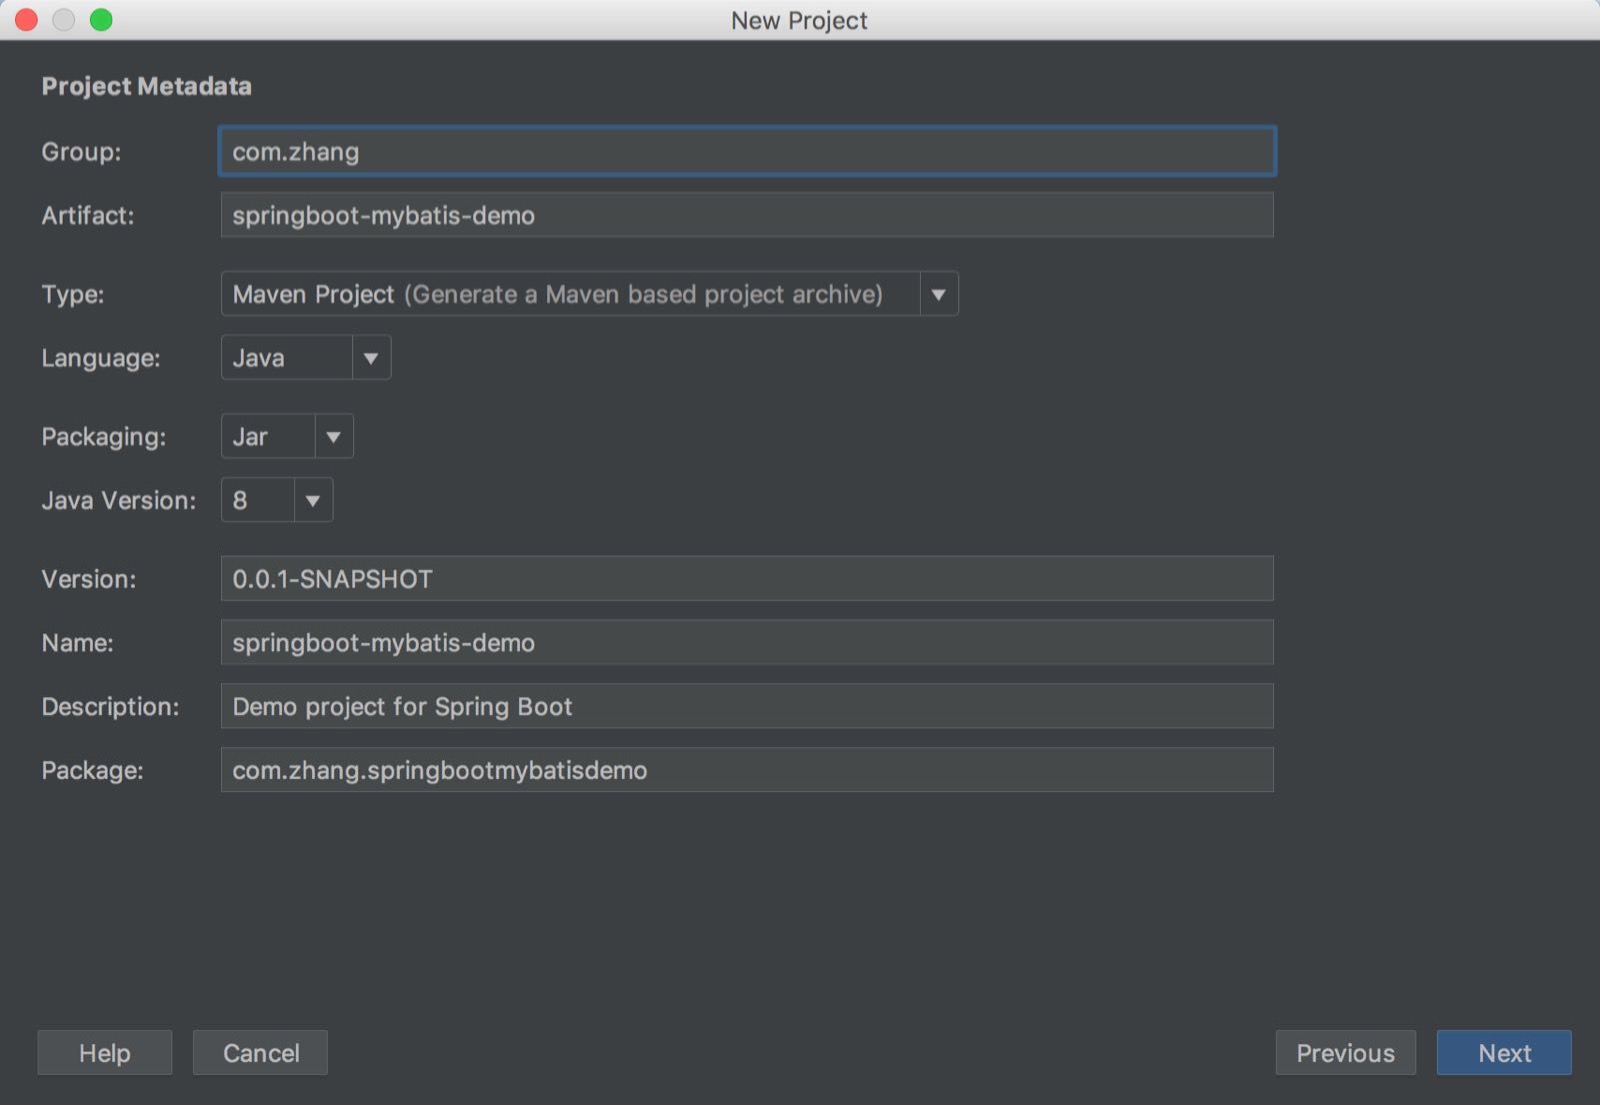 New Project
Project Metadata
Group: com.zhang
Artifact: springboot-mybatis-demo
Type: Maven Project (Generate a Maven based project archive)
Language: Java
Packaging: Jar
Java Version: 8
Version: 0.0.1-SNAPSHOT
Name: springboot-mybatis-demo
Description: Demo project for Spring Boot
Package: com.zhang.springbootmybatisdemo
Help Cancel Previous Next